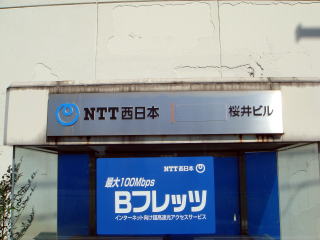 NTT西日本 桜井ビル
NTT西日本
最大100Mbps
Bフレッツ
インターネット向け超高速光アクセスサービス